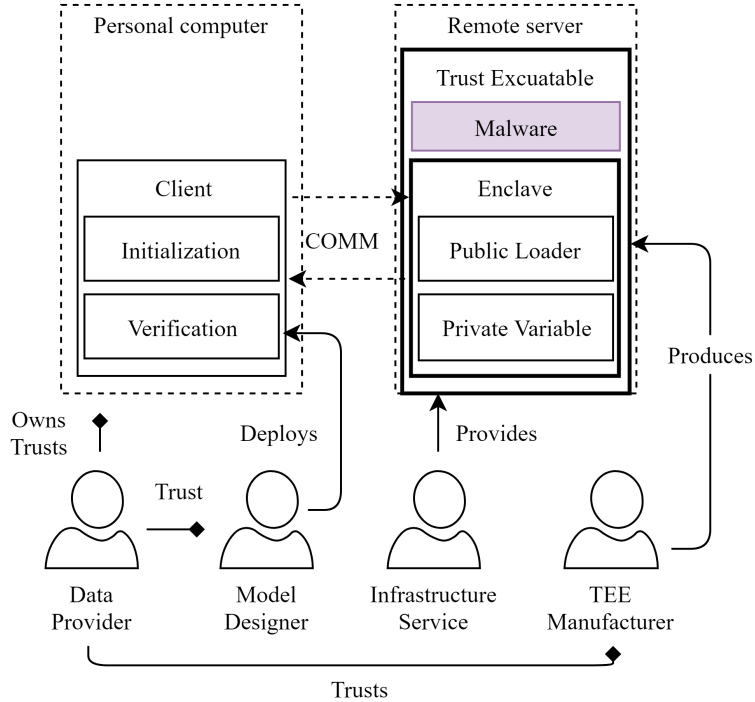 Personal computer
Remote server
Trust Excuatable
Malware
Client
Enclave
Initialization
COMM
Public Loader
Verification
Private Variable
Produces
Owns
Trusts
Deploys
Provides
Trust
Data
Provider
Model
Designer
Infrastructure
Service
TEE
Manufacturer
Trusts